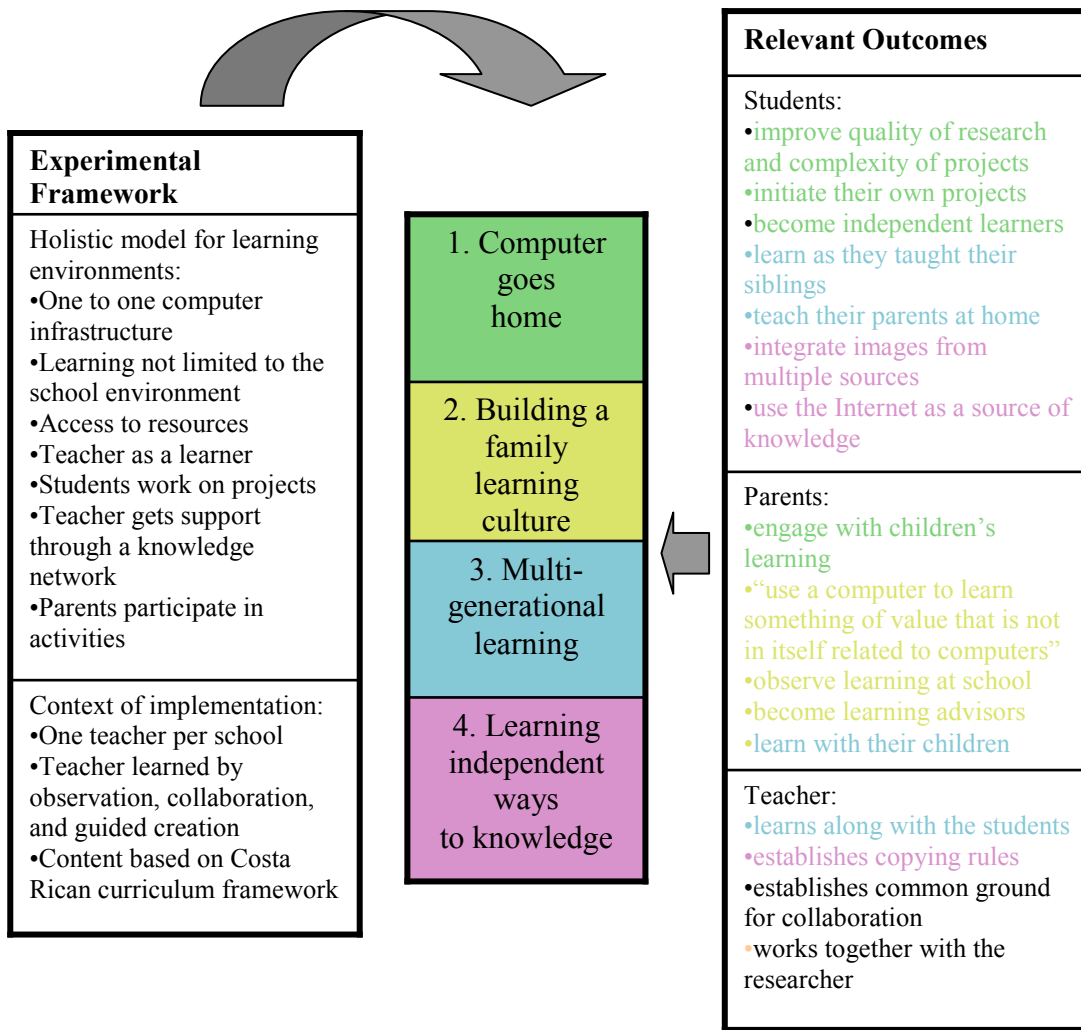 Experimental
Framework
Holistic model for learning
environments:
•One to one computer
infrastructure
•Learning not limited to the
school environment
•Access to resources
•Teacher as a learner
•Students work on projects
•Teacher gets support
through a knowledge
network
•Parents participate in
activities
Context of implementation:
•One teacher per school
•Teacher learned by
observation, collaboration,
and guided creation
•Content based on Costa
Rican curriculum framework
1. Computer
goes
home
2. Building a
family
learning
culture
3. Multi-
generational
learning
4. Learning
independent
ways
to knowledge
Relevant Outcomes
Students:
•improve quality of research
and complexity of projects
•initiate their own projects
•become independent learners
•learn as they taught their
siblings
•teach their parents at home
•integrate images from
multiple sources
•use the Internet as a source of
knowledge
Parents:
•engage with children’s
learning
•“use a computer to learn
something of value that is not
in itself related to computers”
•observe learning at school
•become learning advisors
•learn with their children
Teacher:
•learns along with the students
•establishes copying rules
•establishes common ground
for collaboration
•works together with the
researcher